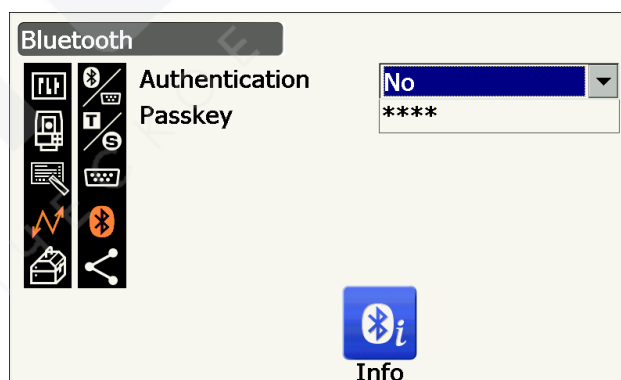 Bluetooth
Authentication No
Passkey ****
T
S
Info